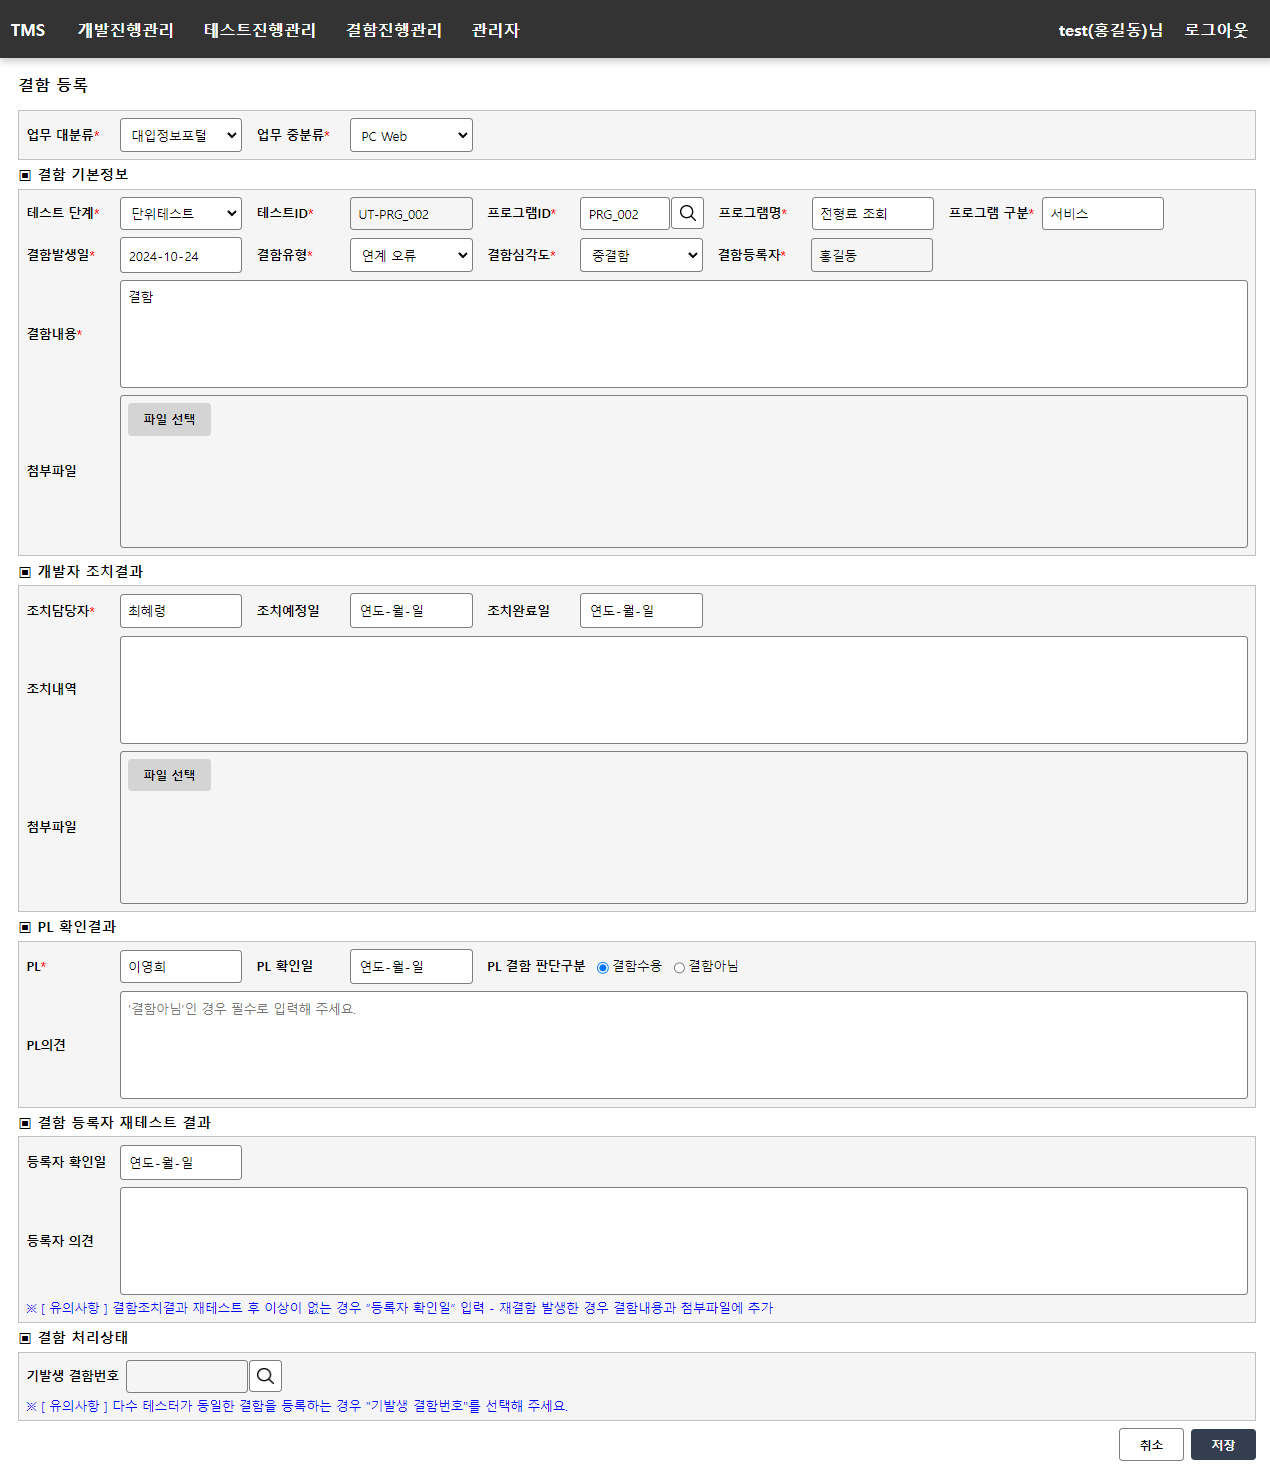 TMS 개발진행관리 테스트진행관리 결함진행관리 관리자 test(홍길동)님 로그아웃
결함 등록
업무 대분류* 대입정보포털 업무 중분류* PC Web
▣ 결함 기본정보
테스트 단계* 단위테스트 테스트ID* UT-PRG_002 프로그램ID* PRG_002 프로그램명* 전형료 조회 프로그램 구분* 서비스
결함발생일* 2024-10-24 결함유형* 연계 오류 결함심각도* 중결함 결함등록자* 홍길동
결함내용* 결함
첨부파일 파일 선택
▣ 개발자 조치결과
조치담당자* 최혜령 조치예정일 연도-월-일 조치완료일 연도-월-일
조치내역
첨부파일 파일 선택
▣ PL 확인결과
PL* 이영희 PL 확인일 연도-월-일 PL 결함 판단구분 결함수용 결함아님
PL의견 '결함아님'인 경우 필수로 입력해 주세요.
▣ 결함 등록자 재테스트 결과
등록자 확인일 연도-월-일
등록자 의견
※ [ 유의사항 ] 결함조치결과 재테스트 후 이상이 없는 경우 "등록자 확인일" 입력 - 재결함 발생한 경우 결함내용과 첨부파일에 추가
▣ 결함 처리상태
기발생 결함번호
※ [ 유의사항 ] 다수 테스터가 동일한 결함을 등록하는 경우 "기발생 결함번호"를 선택해 주세요.
취소 저장